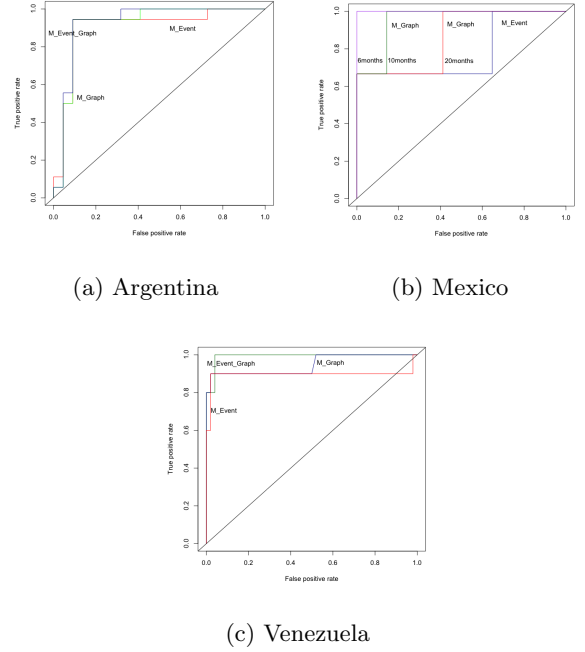 M_Event_Graph
M_Event
M_Graph
True positive rate
0.0 0.2 0.4 0.6 0.8 1.0
0.0 0.2 0.4 0.6 0.8 1.0
False positive rate
(a) Argentina
M_Graph
M_Graph
M_Event
6months
10months
20months
True positive rate
0.0 0.2 0.4 0.6 0.8 1.0
0.0 0.2 0.4 0.6 0.8 1.0
False positive rate
(b) Mexico
M_Event_Graph
M_Graph
M_Event
True positive rate
0.0 0.2 0.4 0.6 0.8 1.0
0.0 0.2 0.4 0.6 0.8 1.0
False positive rate
(c) Venezuela